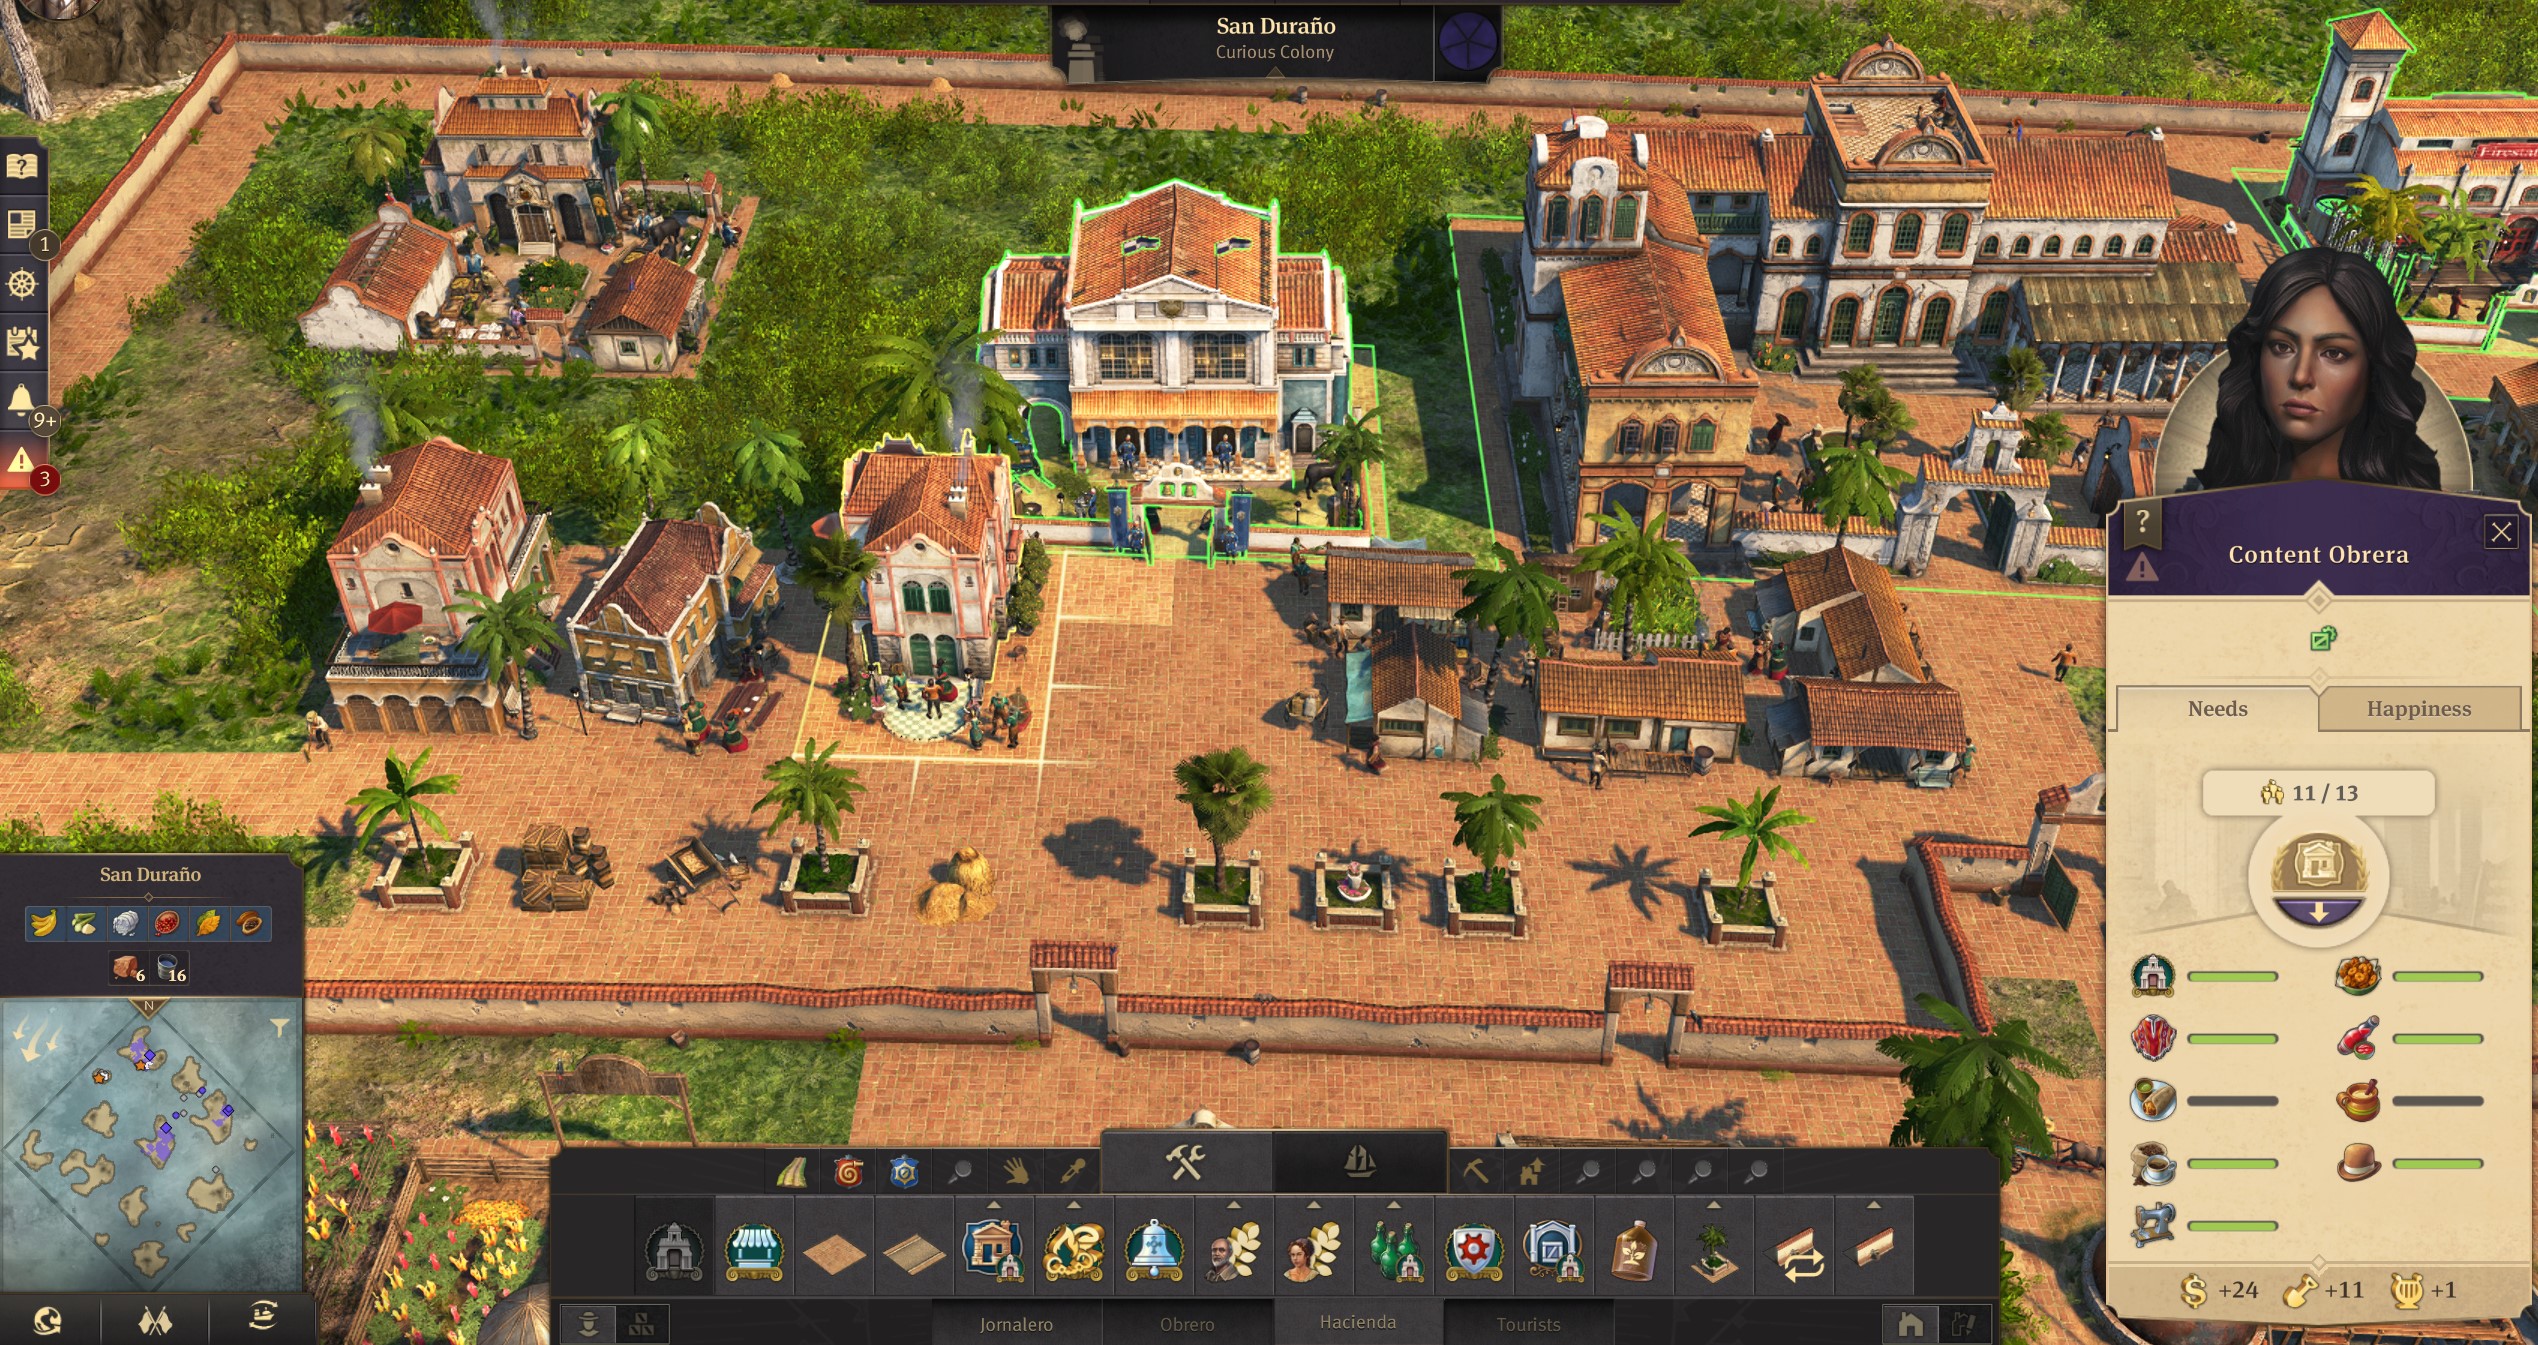 San Duraño
Curious Colony
1
9+
3
Content Obrera
Needs
Happiness
11 / 13
+24
+11
+1
San Duraño
6
16
N
Jornalero
Obrero
Hacienda
Tourists